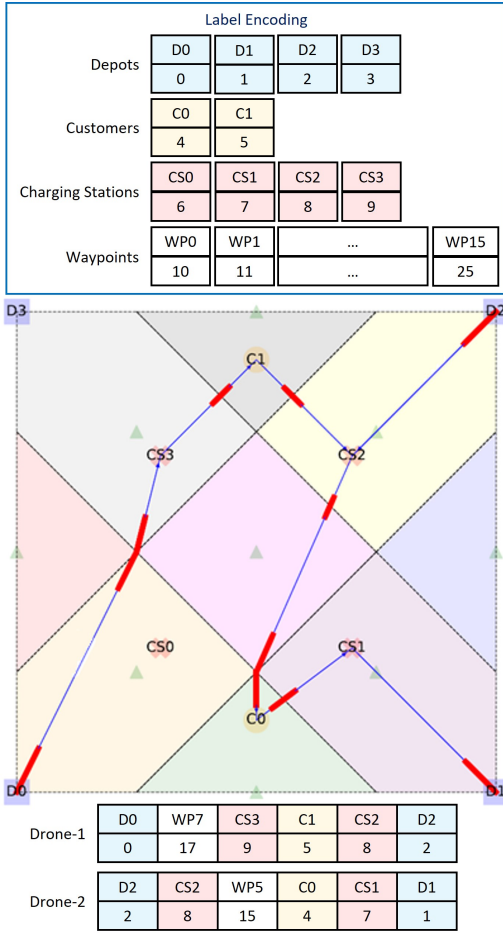 Label Encoding
Depots
D0 D1 D2 D3
0 1 2 3
Customers
C0 C1
4 5
Charging Stations
CS0 CS1 CS2 CS3
6 7 8 9
Waypoints
WP0 WP1 ... WP15
10 11 ... 25
D3 D2
C1
CS3 CS2
CS0 CS1
C0
D0 D1
Drone-1
D0 WP7 CS3 C1 CS2 D2
0 17 9 5 8 2
Drone-2
D2 CS2 WP5 C0 CS1 D1
2 8 15 4 7 1